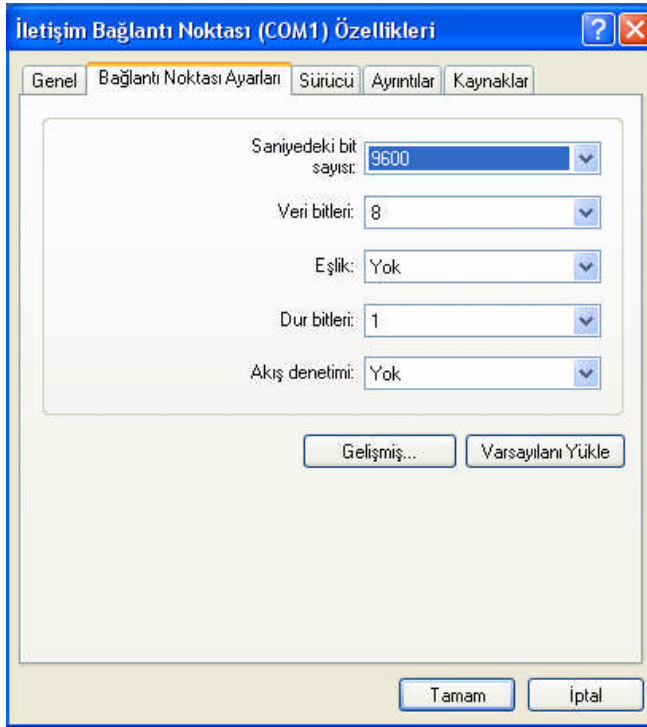 İletişim Bağlantı Noktası (COM1) Özellikleri
Genel
Bağlantı Noktası Ayarları
Sürücü
Ayrıntılar
Kaynaklar
Saniyedeki bit
sayısı:
9600
Veri bitleri:
8
Eşlik:
Yok
Dur bitleri:
1
Akış denetimi:
Yok
Gelişmiş...
Varsayılanı Yükle
Tamam
İptal